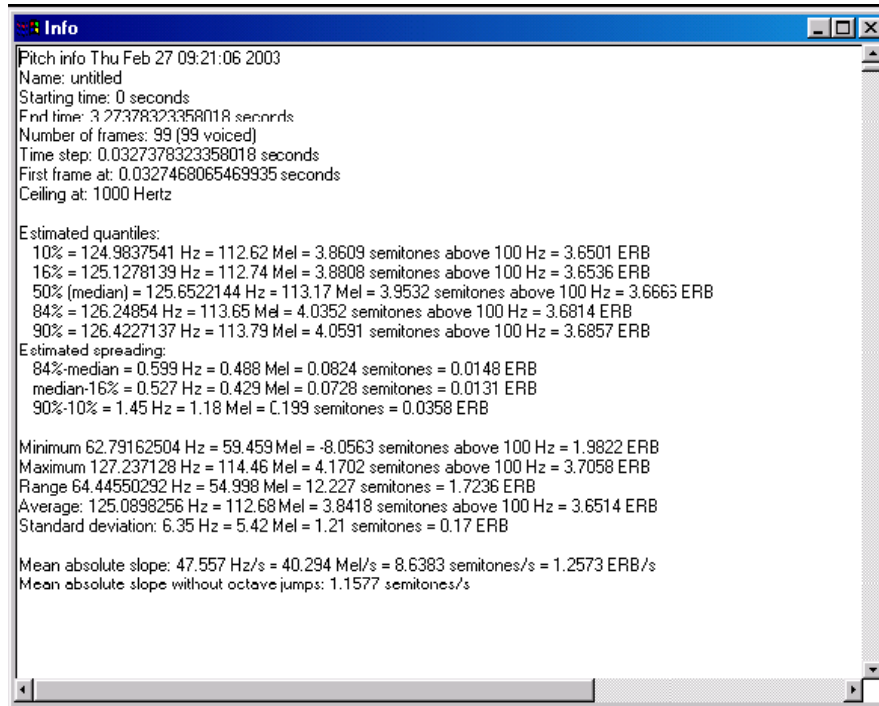 Info
Pitch info Thu Feb 27 09:21:06 2003
Name: untitled
Starting time: 0 seconds
End time: 3.27378323358018 seconds
Number of frames: 99 (99 voiced)
Time step: 0.0327378323358018 seconds
First frame at: 0.0327468065469935 seconds
Ceiling at: 1000 Hertz
Estimated quantiles:
10% = 124.9837541 Hz = 112.62 Mel = 3.8609 semitones above 100 Hz = 3.6501 ERB
16% = 125.1278139 Hz = 112.74 Mel = 3.8808 semitones above 100 Hz = 3.6536 ERB
50% (median) = 125.6522144 Hz = 113.17 Mel = 3.9532 semitones above 100 Hz = 3.6666 ERB
84% = 126.24854 Hz = 113.65 Mel = 4.0352 semitones above 100 Hz = 3.6814 ERB
90% = 126.4227137 Hz = 113.79 Mel = 4.0591 semitones above 100 Hz = 3.6857 ERB
Estimated spreading:
84%-median = 0.599 Hz = 0.488 Mel = 0.0824 semitones = 0.0148 ERB
median-16% = 0.527 Hz = 0.429 Mel = 0.0728 semitones = 0.0131 ERB
90%-10% = 1.45 Hz = 1.18 Mel = 0.199 semitones = 0.0358 ERB
Minimum 62.79162504 Hz = 59.459 Mel = -8.0563 semitones above 100 Hz = 1.9822 ERB
Maximum 127.237128 Hz = 114.46 Mel = 4.1702 semitones above 100 Hz = 3.7058 ERB
Range 64.44550292 Hz = 54.998 Mel = 12.227 semitones = 1.7236 ERB
Average: 125.0898256 Hz = 112.68 Mel = 3.8418 semitones above 100 Hz = 3.6514 ERB
Standard deviation: 6.35 Hz = 5.42 Mel = 1.21 semitones = 0.17 ERB
Mean absolute slope: 47.557 Hz/s = 40.294 Mel/s = 8.6383 semitones/s = 1.2573 ERB/s
Mean absolute slope without octave jumps: 1.1577 semitones/s